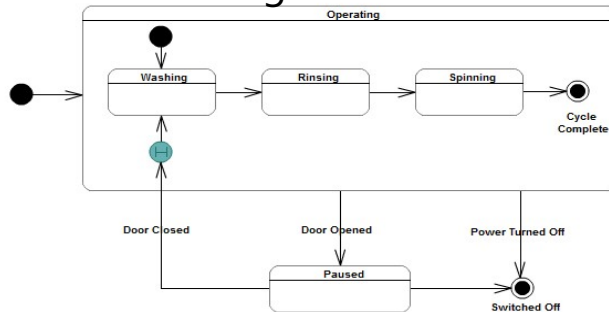 Operating
Washing
Rinsing
Spinning
H
Cycle
Complete
Door Closed
Door Opened
Power Turned Off
Paused
Switched Off